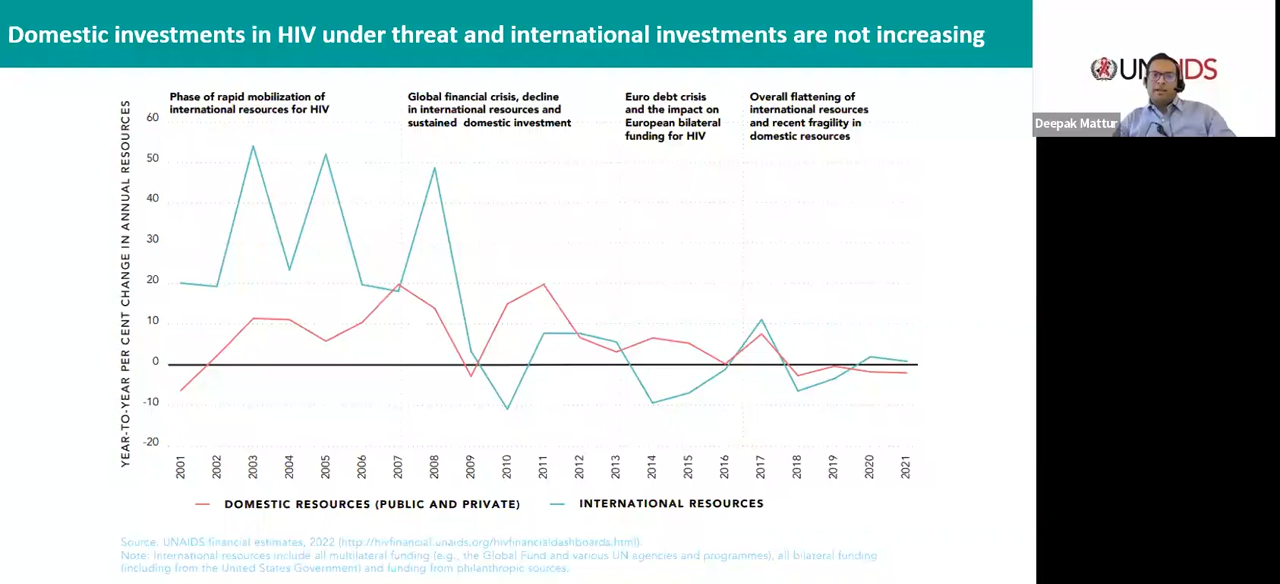 Domestic investments in HIV under threat and international investments are not increasing
UN IDS
Deepak Mattur
Phase of rapid mobilization of
international resources for HIV
Global financial crisis, decline
in international resources and
sustained domestic investment
Euro debt crisis
and the impact on
European bilateral
funding for HIV
Overall flattening of
international resources
and recent fragility in
domestic resources
YEAR-TO-YEAR PER CENT CHANGE IN ANNUAL RESOURCES
60
50
40
30
20
10
0
-10
-20
2001 2002 2003 2004 2005 2006 2007 2008 2009 2010 2011 2012 2013 2014 2015 2016 2017 2018 2019 2020 2021
DOMESTIC RESOURCES (PUBLIC AND PRIVATE) INTERNATIONAL RESOURCES
Source: UNAIDS financial estimates, 2022 (http://hivfinancial.unaids.org/hivfinancialdashboards.html).
Note: International resources include all multilateral funding (e.g., the Global Fund and various UN agencies and programmes), all bilateral funding
(including from the United States Government) and funding from philanthropic sources.